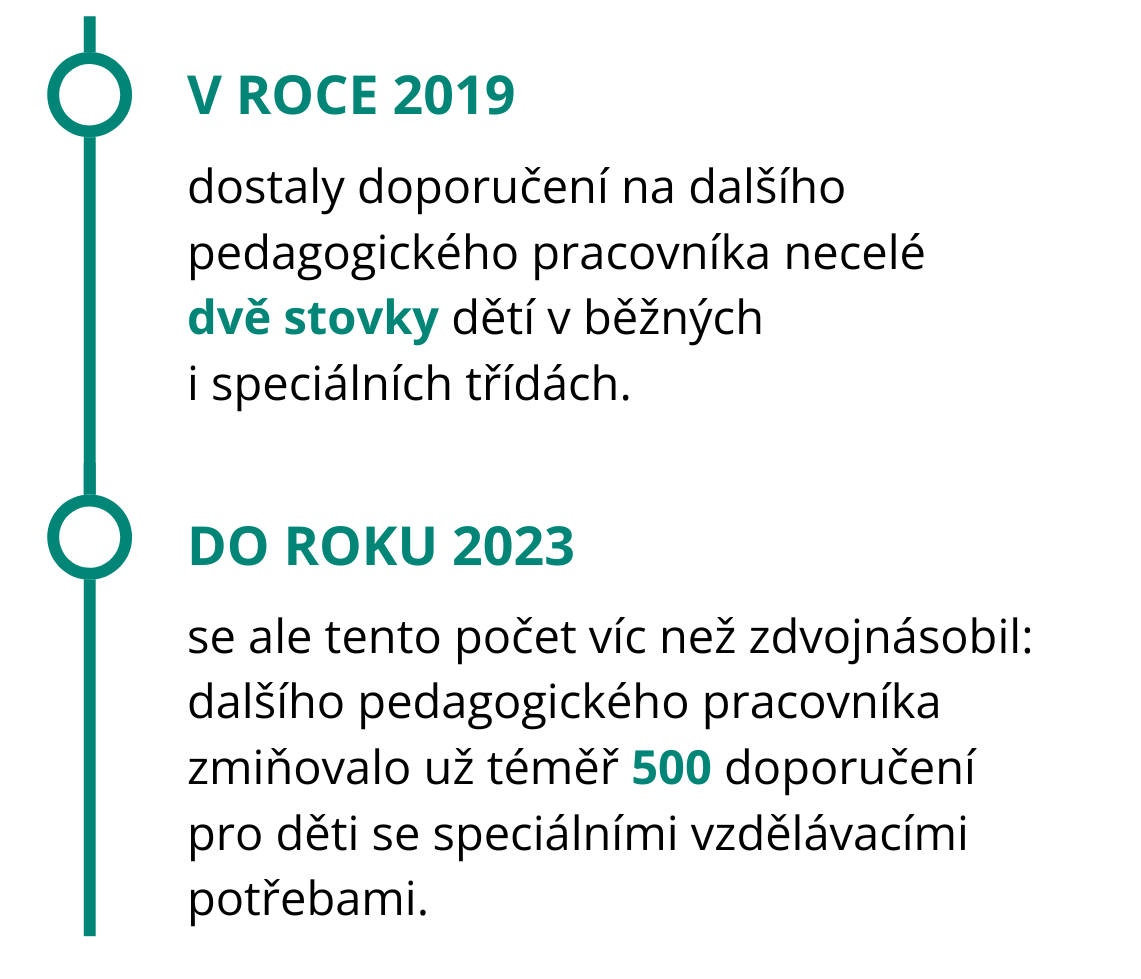 V ROCE 2019
dostaly doporučení na dalšího
pedagogického pracovníka necelé
dvě stovky dětí v běžných
i speciálních třídách.
DO ROKU 2023
se ale tento počet víc než zdvojnásobil:
dalšího pedagogického pracovníka
zmiňovalo už téměř 500 doporučení
pro děti se speciálními vzdělávacími
potřebami.